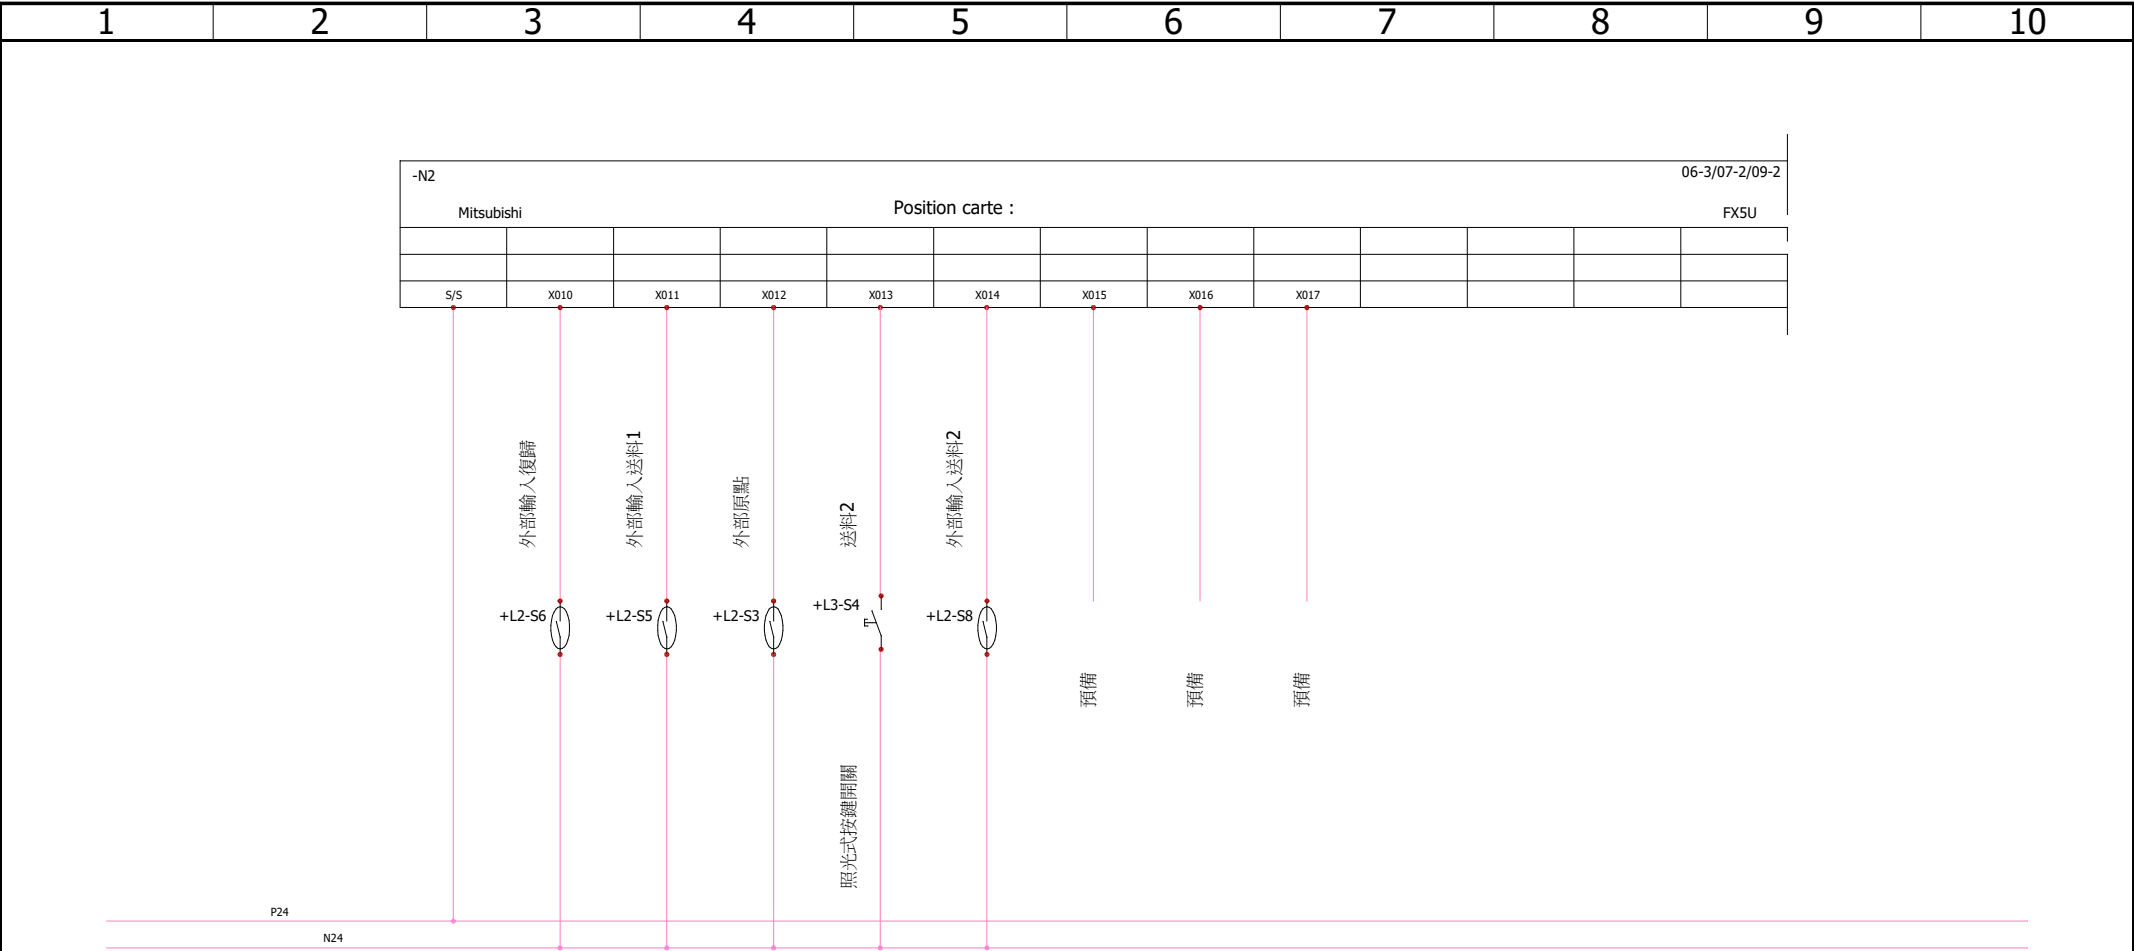 1 2 3 4 5 6 7 8 9 10
-N2 06-3/07-2/09-2
Mitsubishi Position carte : FX5U
S/S X010 X011 X012 X013 X014 X015 X016 X017
外部輸入復歸
外部輸入送料1
外部原點
送料2
外部輸入送料2
+L2-S6 +L2-S5 +L2-S3 +L3-S4 +L2-S8
預備
預備
預備
照光式按鍵開關
P24
N24